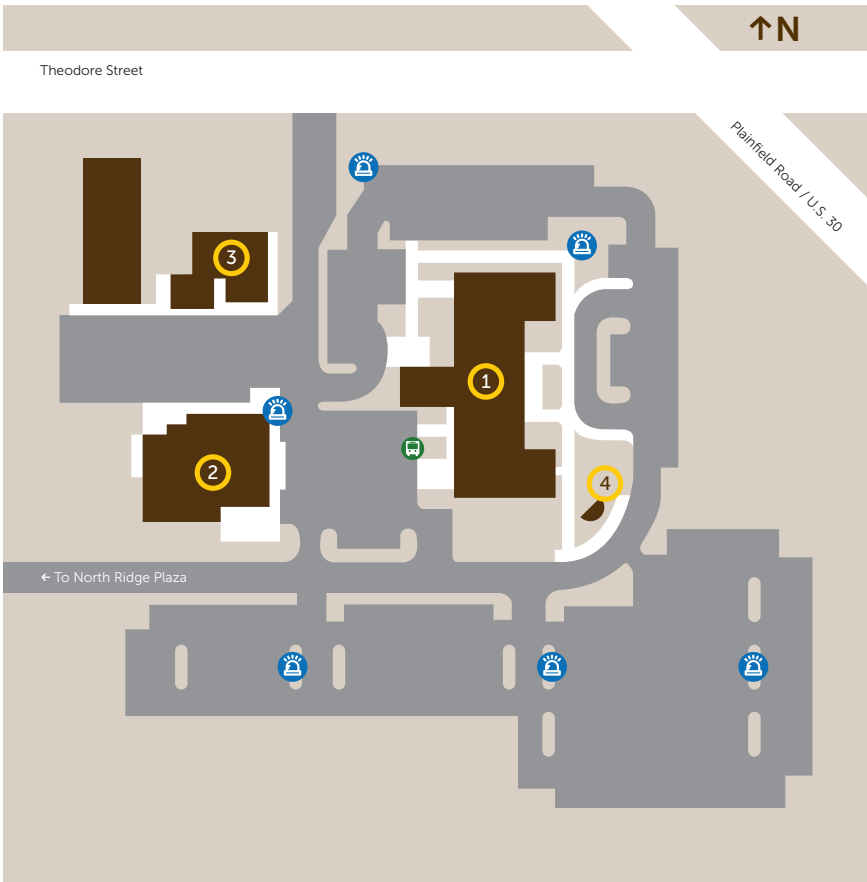 ↑N
Theodore Street
Plainfield Road / U.S. 30
3
1
2
4
← To North Ridge Plaza